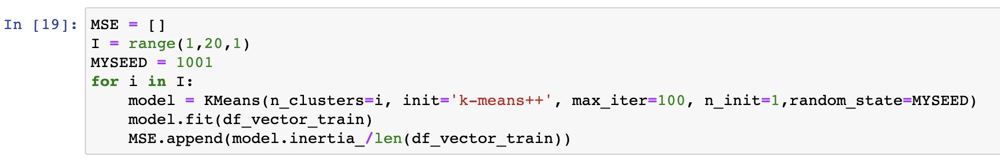 In [19]: MSE = []
I = range(1,20,1)
MYSEED = 1001
for i in I:
    model = KMeans(n_clusters=i, init='k-means++', max_iter=100, n_init=1,random_state=MYSEED)
    model.fit(df_vector_train)
    MSE.append(model.inertia_/len(df_vector_train))